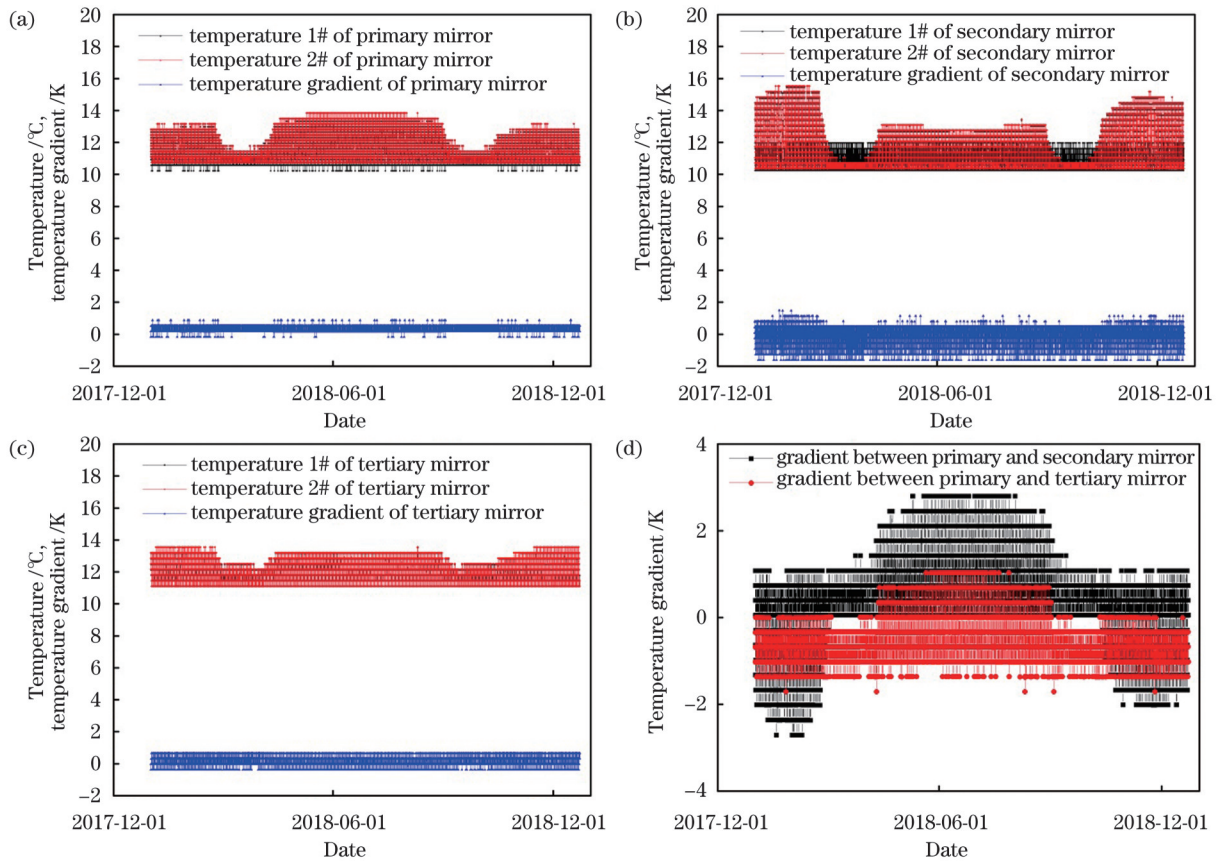 (a)
20
18
16
14
12
10
8
6
4
2
0
−2
Temperature /℃,
temperature gradient /K
temperature 1# of primary mirror
temperature 2# of primary mirror
temperature gradient of primary mirror
2017-12-01 2018-06-01 2018-12-01
Date
(b)
20
18
16
14
12
10
8
6
4
2
0
−2
Temperature /℃,
temperature gradient /K
temperature 1# of secondary mirror
temperature 2# of secondary mirror
temperature gradient of secondary mirror
2017-12-01 2018-06-01 2018-12-01
Date
(c)
20
18
16
14
12
10
8
6
4
2
0
−2
Temperature /℃,
temperature gradient /K
temperature 1# of tertiary mirror
temperature 2# of tertiary mirror
temperature gradient of tertiary mirror
2017-12-01 2018-06-01 2018-12-01
Date
(d)
4
2
0
−2
−4
Temperature gradient /K
gradient between primary and secondary mirror
gradient between primary and tertiary mirror
2017-12-01 2018-06-01 2018-12-01
Date